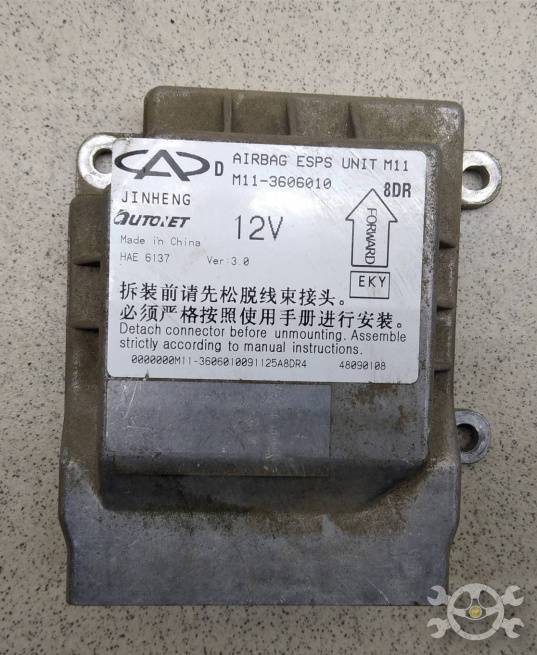 D AIRBAG ESPS UNIT M11
M11-3606010 8DR
JINHENG
AUTONET
12V
FORWARD
Made in China
HAE 6137 Ver:3.0
EKY
拆装前请先松脱线束接头。
必须严格按照使用手册进行安装。
Detach connector before unmounting. Assemble
strictly according to manual instructions.
0000000M11-3606010091125A8DR4 48090108